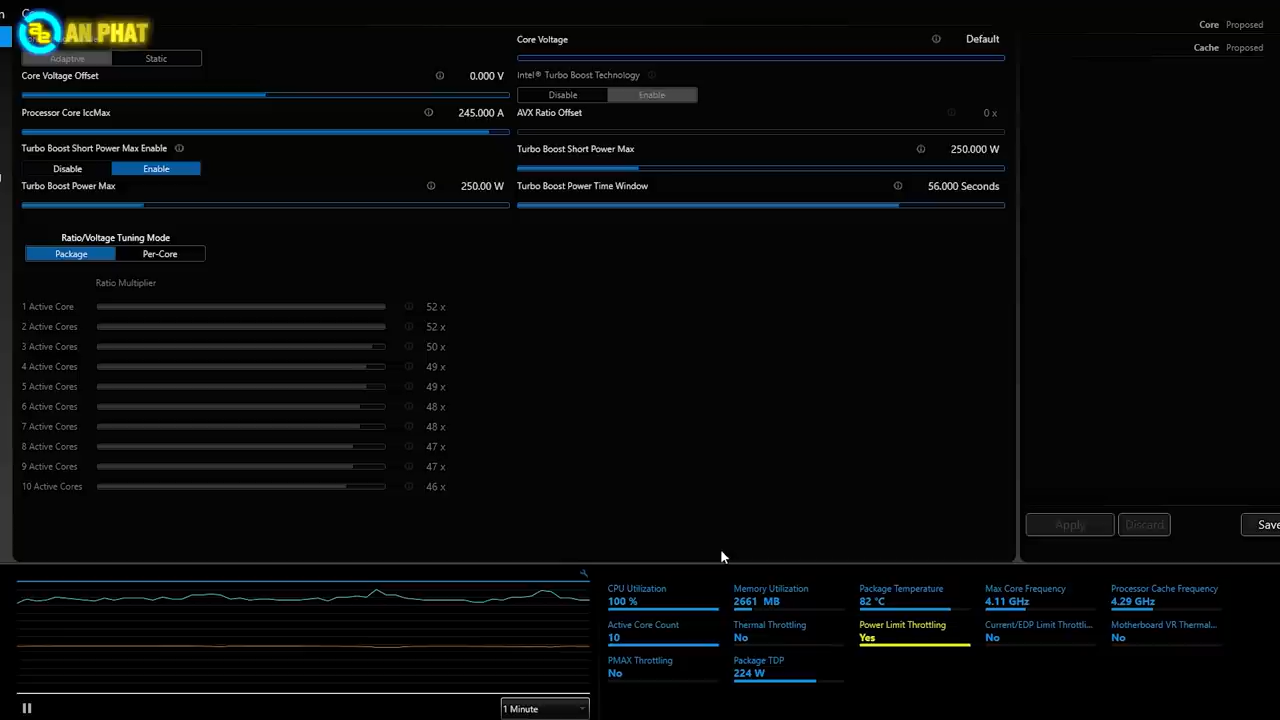 AN PHAT
Adaptive
Static
Core Voltage Offset
0.000 V
Processor Core IccMax
245.000 A
Turbo Boost Short Power Max Enable
Disable
Enable
Turbo Boost Power Max
250.00 W
Core Voltage
Default
Intel® Turbo Boost Technology
Disable
Enable
AVX Ratio Offset
0 x
Turbo Boost Short Power Max
250.000 W
Turbo Boost Power Time Window
56.000 Seconds
Ratio/Voltage Tuning Mode
Package
Per-Core
Ratio Multiplier
1 Active Core 52 x
2 Active Cores 52 x
3 Active Cores 50 x
4 Active Cores 49 x
5 Active Cores 49 x
6 Active Cores 48 x
7 Active Cores 48 x
8 Active Cores 47 x
9 Active Cores 47 x
10 Active Cores 46 x
Core Proposed
Cache Proposed
Apply
Discard
Save
1 Minute
CPU Utilization
100 %
Memory Utilization
2661 MB
Package Temperature
82 °C
Max Core Frequency
4.11 GHz
Processor Cache Frequency
4.29 GHz
Active Core Count
10
Thermal Throttling
No
Power Limit Throttling
Yes
Current/EDP Limit Throttli...
No
Motherboard VR Thermal...
No
PMAX Throttling
No
Package TDP
224 W